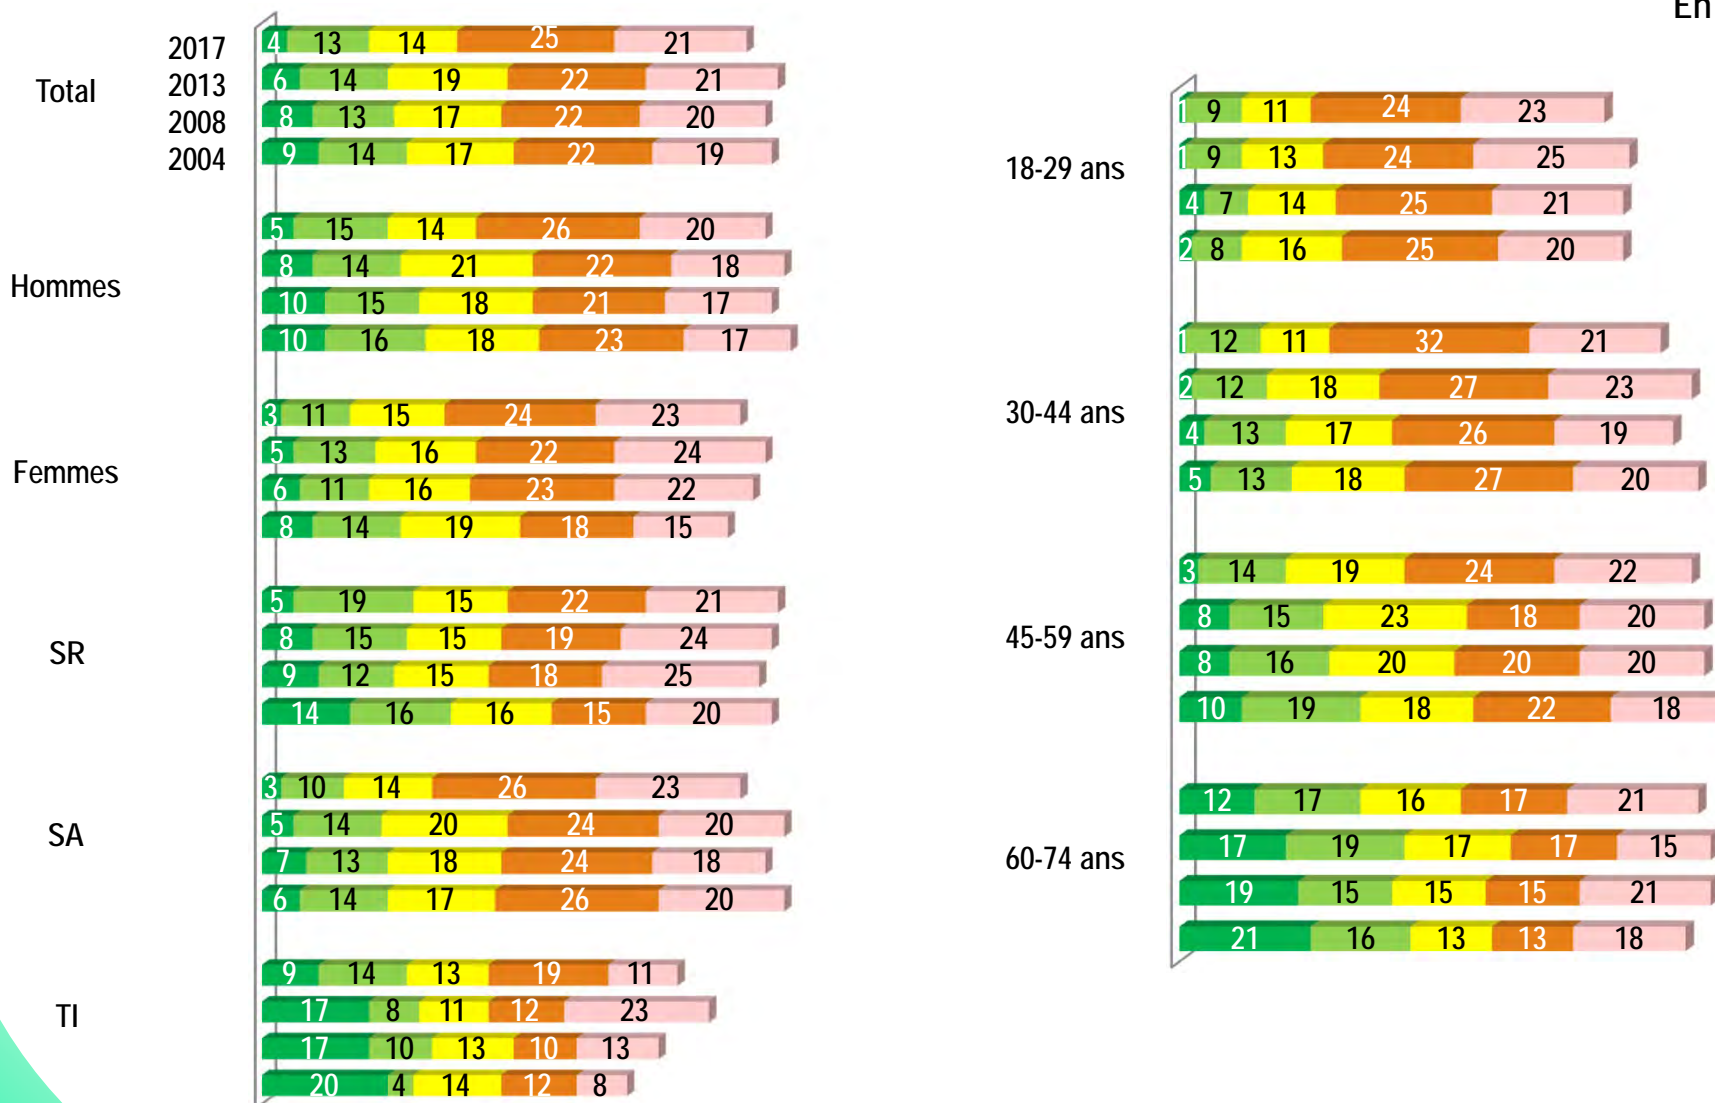 En
Total
2017 4 13 14 25 21
2013 6 14 19 22 21
2008 8 13 17 22 20
2004 9 14 17 22 19
Hommes
5 15 14 26 20
8 14 21 22 18
10 15 18 21 17
10 16 18 23 17
Femmes
3 11 15 24 23
5 13 16 22 24
6 11 16 23 22
8 14 19 18 15
SR
5 19 15 22 21
8 15 15 19 24
9 12 15 18 25
14 16 16 15 20
SA
3 10 14 26 23
5 14 20 24 20
7 13 18 24 18
6 14 17 26 20
TI
9 14 13 19 11
17 8 11 12 23
17 10 13 10 13
20 4 14 12 8
18-29 ans
1 9 11 24 23
1 9 13 24 25
4 7 14 25 21
2 8 16 25 20
30-44 ans
1 12 11 32 21
2 12 18 27 23
4 13 17 26 19
5 13 18 27 20
45-59 ans
3 14 19 24 22
8 15 23 18 20
8 16 20 20 20
10 19 18 22 18
60-74 ans
12 17 16 17 21
17 19 17 17 15
19 15 15 15 21
21 16 13 13 18